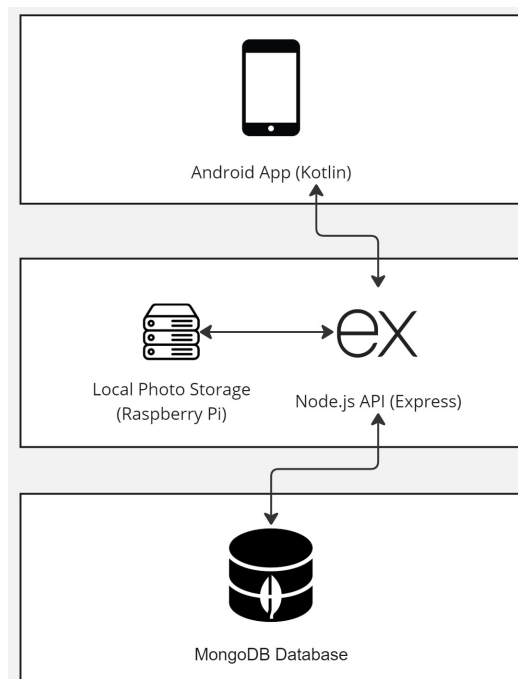 Android App (Kotlin)
ex
Local Photo Storage
(Raspberry Pi)
Node.js API (Express)
MongoDB Database